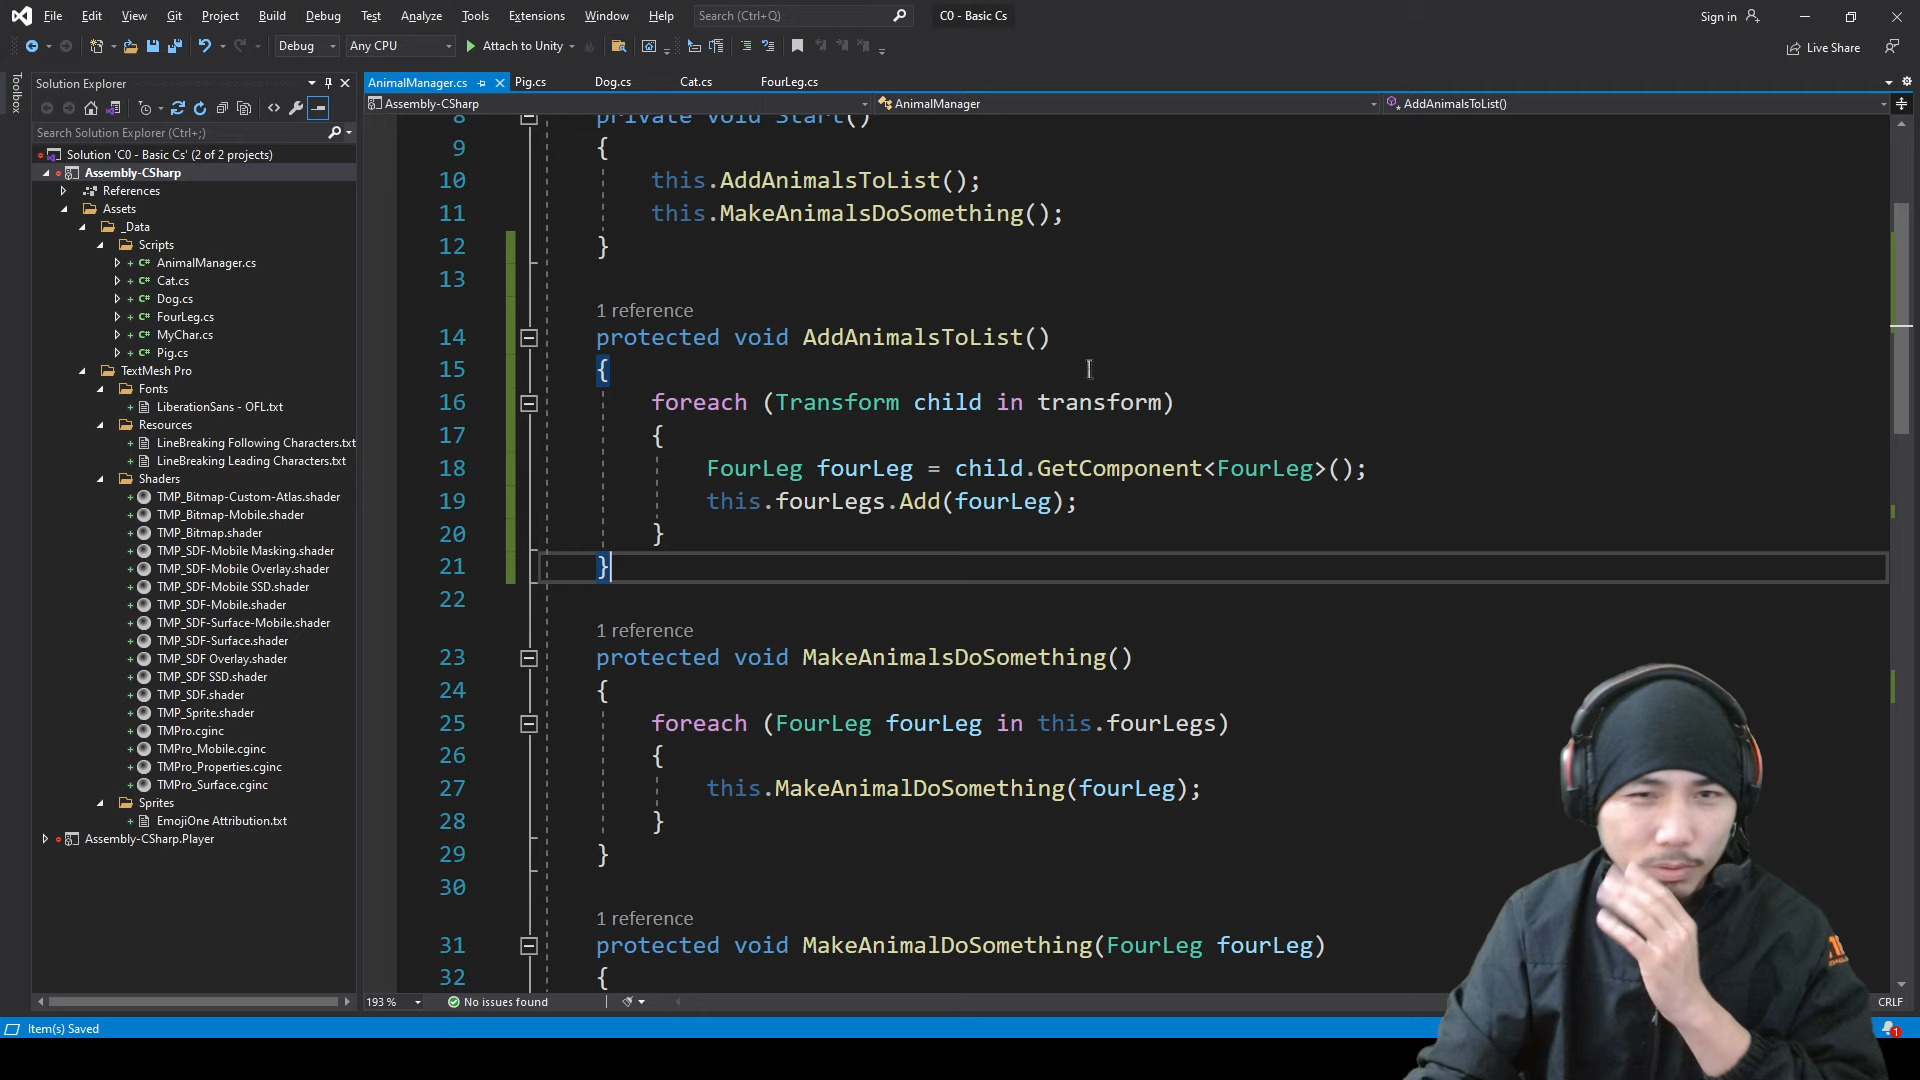 File Edit View Git Project Build Debug Test Analyze Tools Extensions Window Help Search (Ctrl+Q) C0 - Basic Cs Sign in
Debug Any CPU Attach to Unity Live Share
Toolbox
Solution Explorer
Search Solution Explorer (Ctrl+;)
Solution 'C0 - Basic Cs' (2 of 2 projects)
Assembly-CSharp
References
Assets
_Data
Scripts
C# AnimalManager.cs
C# Cat.cs
C# Dog.cs
C# FourLeg.cs
C# MyChar.cs
C# Pig.cs
TextMesh Pro
Fonts
LiberationSans - OFL.txt
Resources
LineBreaking Following Characters.txt
LineBreaking Leading Characters.txt
Shaders
TMP_Bitmap-Custom-Atlas.shader
TMP_Bitmap-Mobile.shader
TMP_Bitmap.shader
TMP_SDF-Mobile Masking.shader
TMP_SDF-Mobile Overlay.shader
TMP_SDF-Mobile SSD.shader
TMP_SDF-Mobile.shader
TMP_SDF-Surface-Mobile.shader
TMP_SDF-Surface.shader
TMP_SDF Overlay.shader
TMP_SDF SSD.shader
TMP_SDF.shader
TMP_Sprite.shader
TMPro.cginc
TMPro_Mobile.cginc
TMPro_Properties.cginc
TMPro_Surface.cginc
Sprites
EmojiOne Attribution.txt
Assembly-CSharp.Player
AnimalManager.cs Pig.cs Dog.cs Cat.cs FourLeg.cs
Assembly-CSharp AnimalManager AddAnimalsToList()
8 private void Start()
9 {
10 this.AddAnimalsToList();
11 this.MakeAnimalsDoSomething();
12 }
13
1 reference
14 protected void AddAnimalsToList()
15 {
16 foreach (Transform child in transform)
17 {
18 FourLeg fourLeg = child.GetComponent<FourLeg>();
19 this.fourLegs.Add(fourLeg);
20 }
21 }
22
1 reference
23 protected void MakeAnimalsDoSomething()
24 {
25 foreach (FourLeg fourLeg in this.fourLegs)
26 {
27 this.MakeAnimalDoSomething(fourLeg);
28 }
29 }
30
1 reference
31 protected void MakeAnimalDoSomething(FourLeg fourLeg)
32 {
193 % No issues found CRLF
Item(s) Saved 1